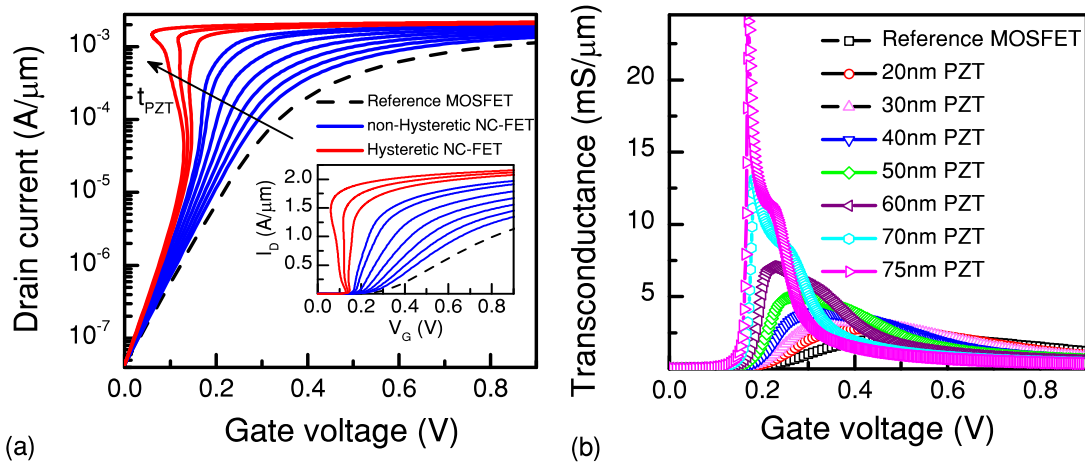 Drain current (A/μm)
10⁻³
10⁻⁴
10⁻⁵
10⁻⁶
10⁻⁷
t_PZT
Reference MOSFET
non-Hysteretic NC-FET
Hysteretic NC-FET
I_D (A/μm)
2.0
1.5
1.0
0.5
0.0 0.2 0.4 0.6 0.8
V_G (V)
0.0 0.2 0.4 0.6 0.8
Gate voltage (V)
(a)
Transconductance (mS/μm)
20
15
10
5
Reference MOSFET
20nm PZT
30nm PZT
40nm PZT
50nm PZT
60nm PZT
70nm PZT
75nm PZT
0.0 0.2 0.4 0.6 0.8
Gate voltage (V)
(b)